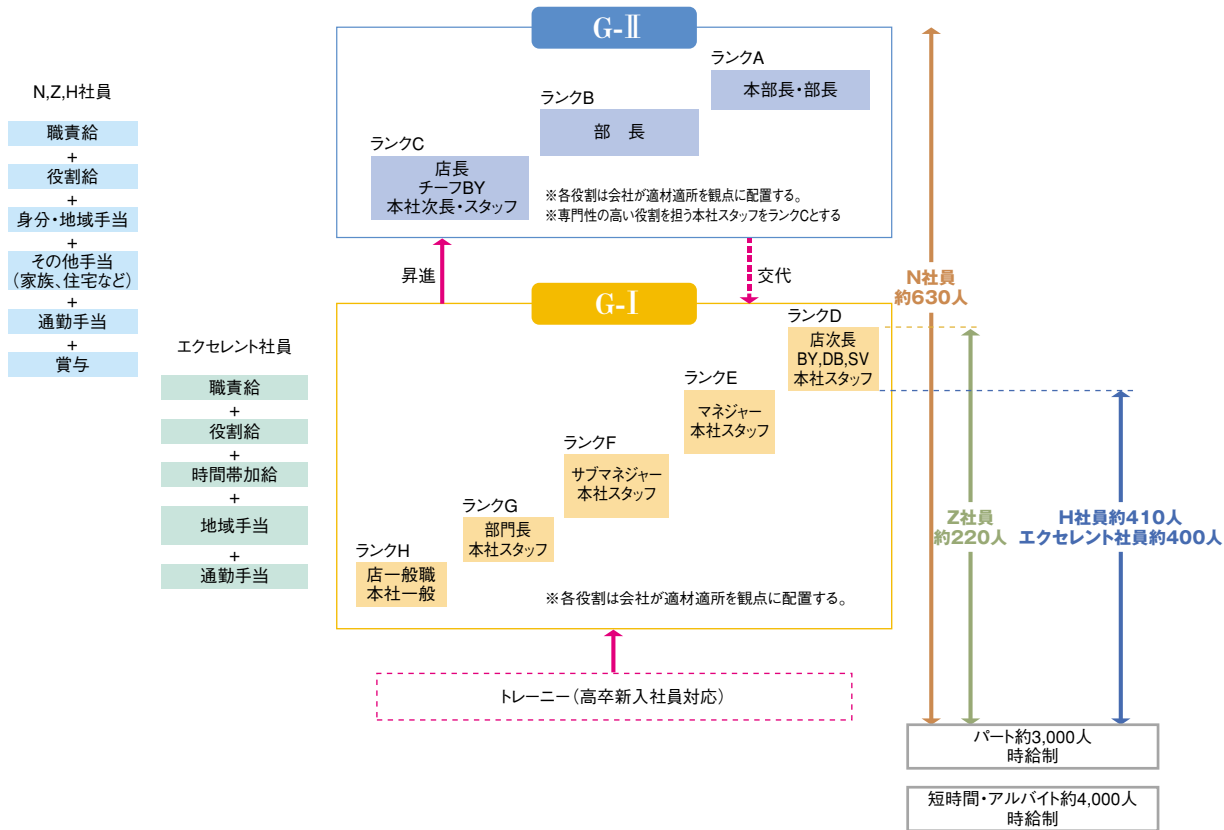 G-Ⅱ
ランクA
本部長・部長
ランクB
部　長
ランクC
店長
チーフBY
本社次長・スタッフ
※各役割は会社が適材適所を観点に配置する。
※専門性の高い役割を担う本社スタッフをランクCとする
N,Z,H社員
職責給
+
役割給
+
身分・地域手当
+
その他手当
（家族、住宅など）
+
通勤手当
+
賞与
エクセレント社員
職責給
+
役割給
+
時間帯加給
+
地域手当
+
通勤手当
昇進
交代
G-Ⅰ
ランクD
店次長
BY,DB,SV
本社スタッフ
ランクE
マネジャー
本社スタッフ
ランクF
サブマネジャー
本社スタッフ
ランクG
部門長
本社スタッフ
ランクH
店一般職
本社一般
※各役割は会社が適材適所を観点に配置する。
トレーニー（高卒新入社員対応）
N社員
約630人
Z社員
約220人
H社員約410人
エクセレント社員約400人
パート約3,000人
時給制
短時間・アルバイト約4,000人
時給制